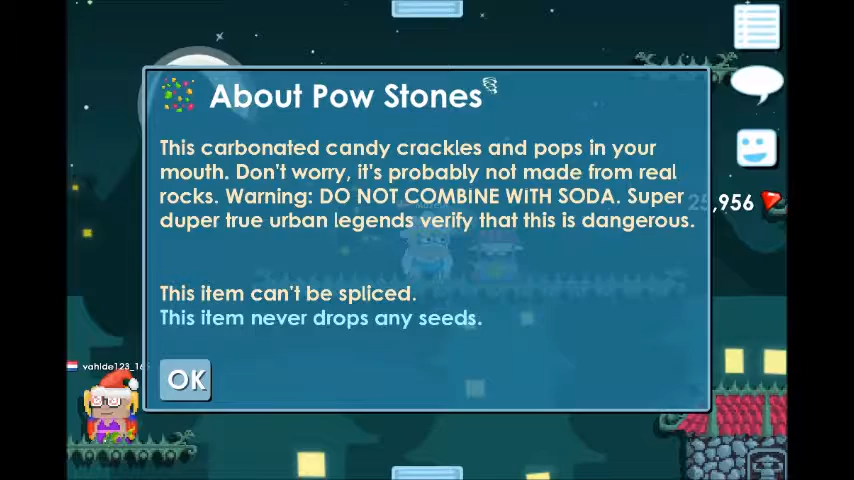 About Pow Stones
This carbonated candy crackles and pops in your
mouth. Don't worry, it's probably not made from real
rocks. Warning: DO NOT COMBINE WITH SODA. Super
duper true urban legends verify that this is dangerous.
,956
This item can't be spliced.
This item never drops any seeds.
vahide123_1
OK